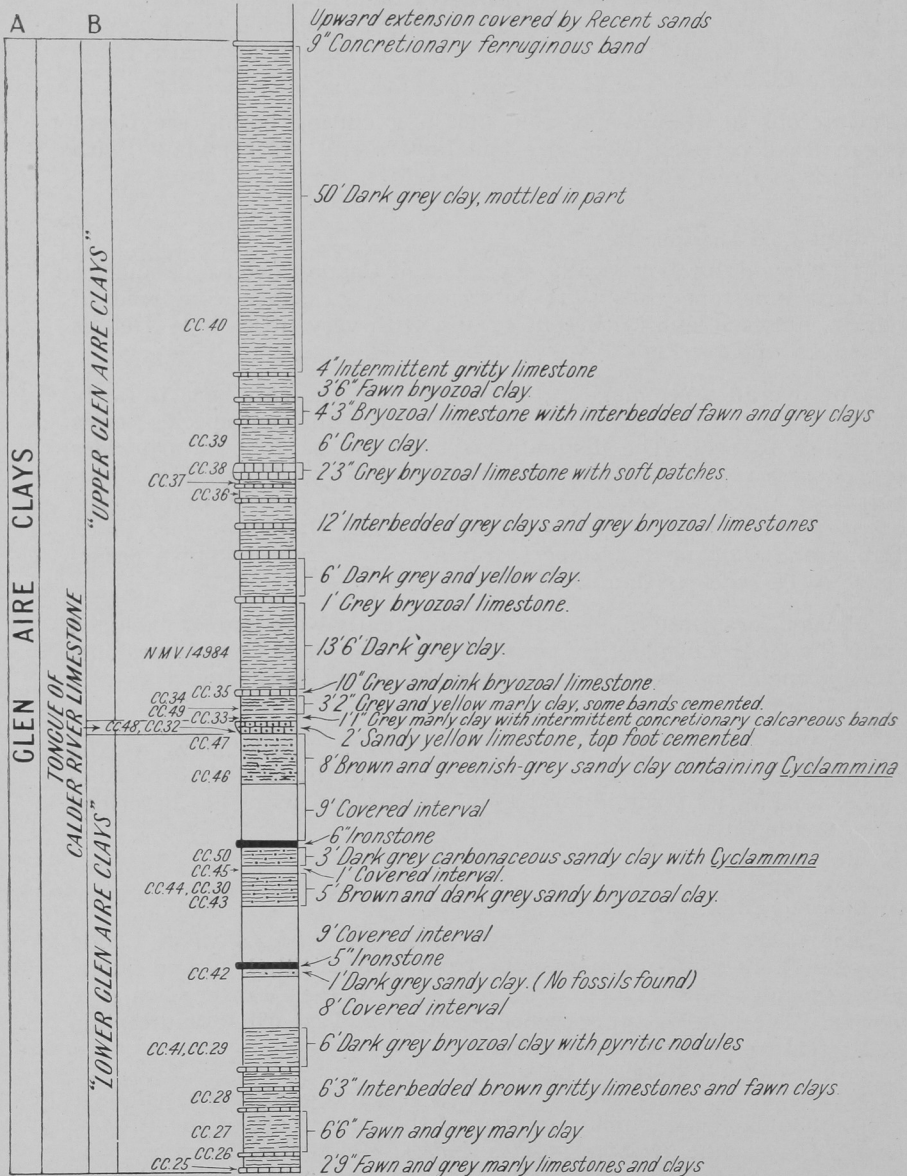 A B
Upward extension covered by Recent sands
9" Concretionary ferruginous band
50' Dark grey clay, mottled in part
CC.40
4" Intermittent gritty limestone
3'6" Fawn bryozoal clay.
4'3" Bryozoal limestone with interbedded fawn and grey clays
CC.39
6' Grey clay.
CC.38
2'3" Grey bryozoal limestone with soft patches.
CC.37
CC.36
12' Interbedded grey clays and grey bryozoal limestones
6' Dark grey and yellow clay.
1' Grey bryozoal limestone.
NMV14984
13'6' Dark grey clay.
CC.35
10" Grey and pink bryozoal limestone.
CC.34
3'2" Grey and yellow marly clay, some bands cemented.
CC.49
CC.33
1'1" Grey marly clay with intermittent concretionary calcareous bands
CC.48, CC.32
2' Sandy yellow limestone, top foot cemented.
CC.47
8' Brown and greenish-grey sandy clay containing Cyclammina
CC.46
9' Covered interval
6" Ironstone
CC.50
3' Dark grey carbonaceous sandy clay with Cyclammina
CC.45
1' Covered interval.
CC.44, CC.30
5' Brown and dark grey sandy bryozoal clay.
CC.43
9' Covered interval
5" Ironstone
CC.42
1' Dark grey sandy clay. (No fossils found)
8' Covered interval
CC.41, CC.29
6' Dark grey bryozoal clay with pyritic nodules
6'3" Interbedded brown gritty limestones and fawn clays.
CC.28
CC.27
6'6" Fawn and grey marly clay
CC.26
CC.25
2'9" Fawn and grey marly limestones and clays
GLEN AIRE CLAYS
TONGUE OF
CALDER RIVER LIMESTONE
"UPPER GLEN AIRE CLAYS"
"LOWER GLEN AIRE CLAYS"